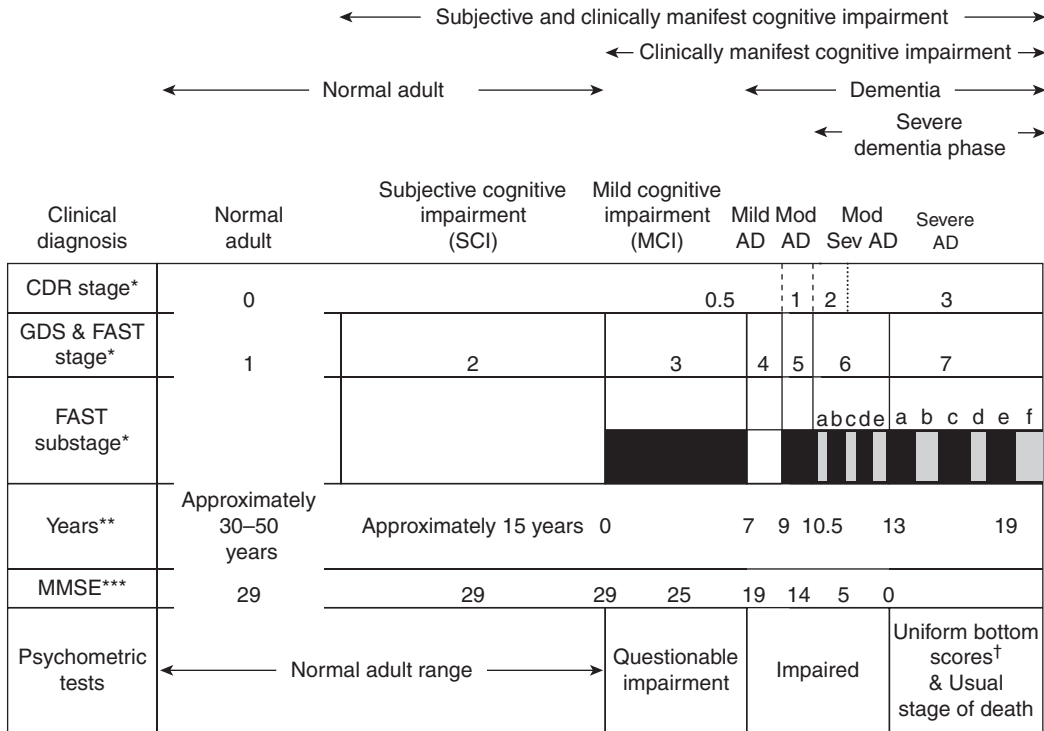 Subjective and clinically manifest cognitive impairment
Clinically manifest cognitive impairment
Normal adult
Dementia
Severe
dementia phase
Clinical
diagnosis
Normal
adult
Subjective cognitive
impairment
(SCI)
Mild cognitive
impairment
(MCI)
Mild
AD
Mod
AD
Mod
Sev AD
Severe
AD
CDR stage*
0 0.5 1 2 3
GDS & FAST
stage*
1 2 3 4 5 6 7
FAST
substage*
a b c d e a b c d e f
Years**
Approximately
30–50
years
Approximately 15 years 0 7 9 10.5 13 19
MMSE***
29 29 29 25 19 14 5 0
Psychometric
tests
Normal adult range
Questionable
impairment
Impaired
Uniform bottom
scores†
& Usual
stage of death